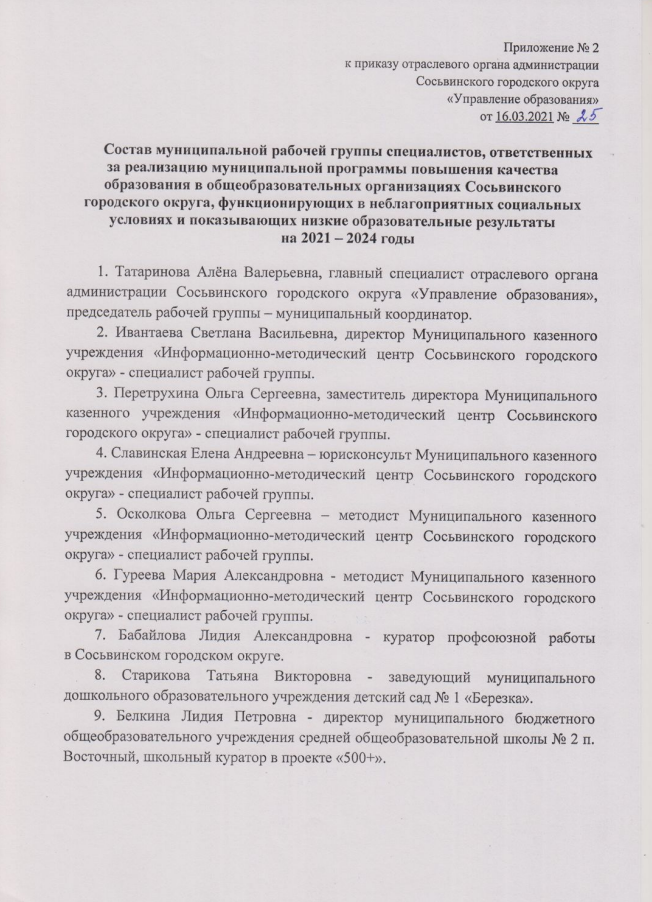 Приложение № 2
к приказу отраслевого органа администрации
Сосьвинского городского округа
«Управление образования»
от 16.03.2021 № 25
Состав муниципальной рабочей группы специалистов, ответственных
за реализацию муниципальной программы повышения качества
образования в общеобразовательных организациях Сосьвинского
городского округа, функционирующих в неблагоприятных социальных
условиях и показывающих низкие образовательные результаты
на 2021 – 2024 годы
1. Татаринова Алёна Валерьевна, главный специалист отраслевого органа
администрации Сосьвинского городского округа «Управление образования»,
председатель рабочей группы – муниципальный координатор.
2. Ивантаева Светлана Васильевна, директор Муниципального казенного
учреждения «Информационно-методический центр Сосьвинского городского
округа» - специалист рабочей группы.
3. Перетрухина Ольга Сергеевна, заместитель директора Муниципального
казенного учреждения «Информационно-методический центр Сосьвинского
городского округа» - специалист рабочей группы.
4. Славинская Елена Андреевна – юрисконсульт Муниципального казенного
учреждения «Информационно-методический центр Сосьвинского городского
округа» - специалист рабочей группы.
5. Осколкова Ольга Сергеевна – методист Муниципального казенного
учреждения «Информационно-методический центр Сосьвинского городского
округа» - специалист рабочей группы.
6. Гуреева Мария Александровна - методист Муниципального казенного
учреждения «Информационно-методический центр Сосьвинского городского
округа» - специалист рабочей группы.
7. Бабайлова Лидия Александровна - куратор профсоюзной работы
в Сосьвинском городском округе.
8. Старикова Татьяна Викторовна - заведующий муниципального
дошкольного образовательного учреждения детский сад № 1 «Березка».
9. Белкина Лидия Петровна - директор муниципального бюджетного
общеобразовательного учреждения средней общеобразовательной школы № 2 п.
Восточный, школьный куратор в проекте «500+».